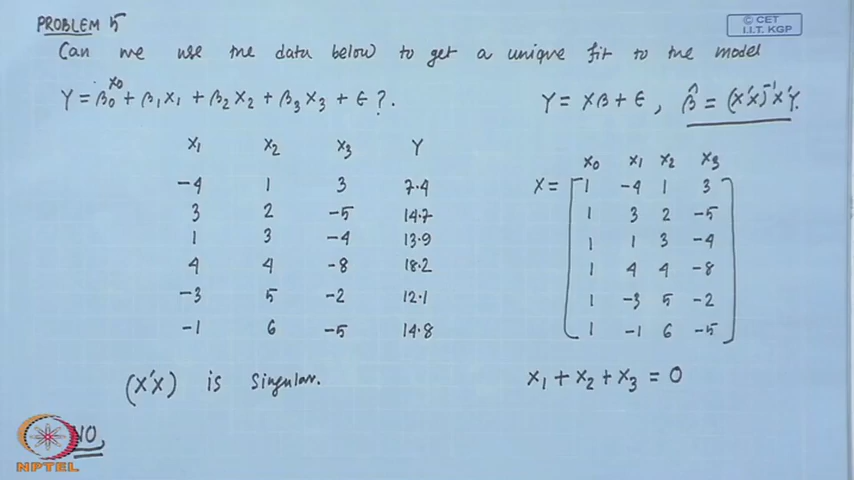 PROBLEM 5
© CET
I.I.T. KGP
Can we use the data below to get a unique fit to the model
Y = β₀x₀ + β₁x₁ + β₂x₂ + β₃x₃ + ϵ ?.
Y = Xβ + ϵ, β̂ = (X'X)⁻¹X'Y.
x₁ x₂ x₃ Y
-4 1 3 7.4
3 2 -5 14.7
1 3 -4 13.9
4 4 -8 18.2
-3 5 -2 12.1
-1 6 -5 14.8
x₀ x₁ x₂ x₃
X = [ 1 -4 1 3
1 3 2 -5
1 1 3 -4
1 4 4 -8
1 -3 5 -2
1 -1 6 -5 ]
(X'X) is singular.
x₁ + x₂ + x₃ = 0
NO
NPTEL